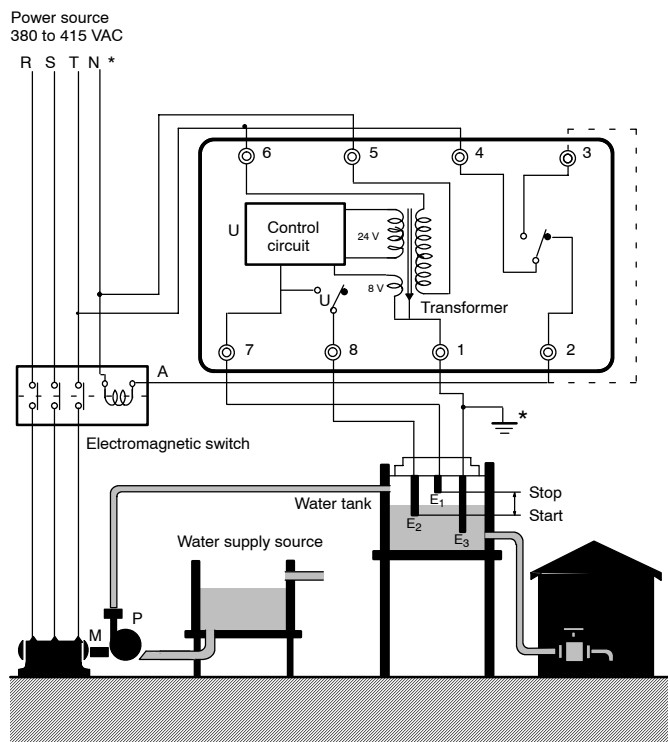 Power source
380 to 415 VAC
R S T N *
6 5 4 3
U
Control
circuit
24 V
8 V
U
Transformer
7 8 1 2
A
*
Electromagnetic switch
Water tank
E1
E2
E3
Stop
Start
Water supply source
M
P